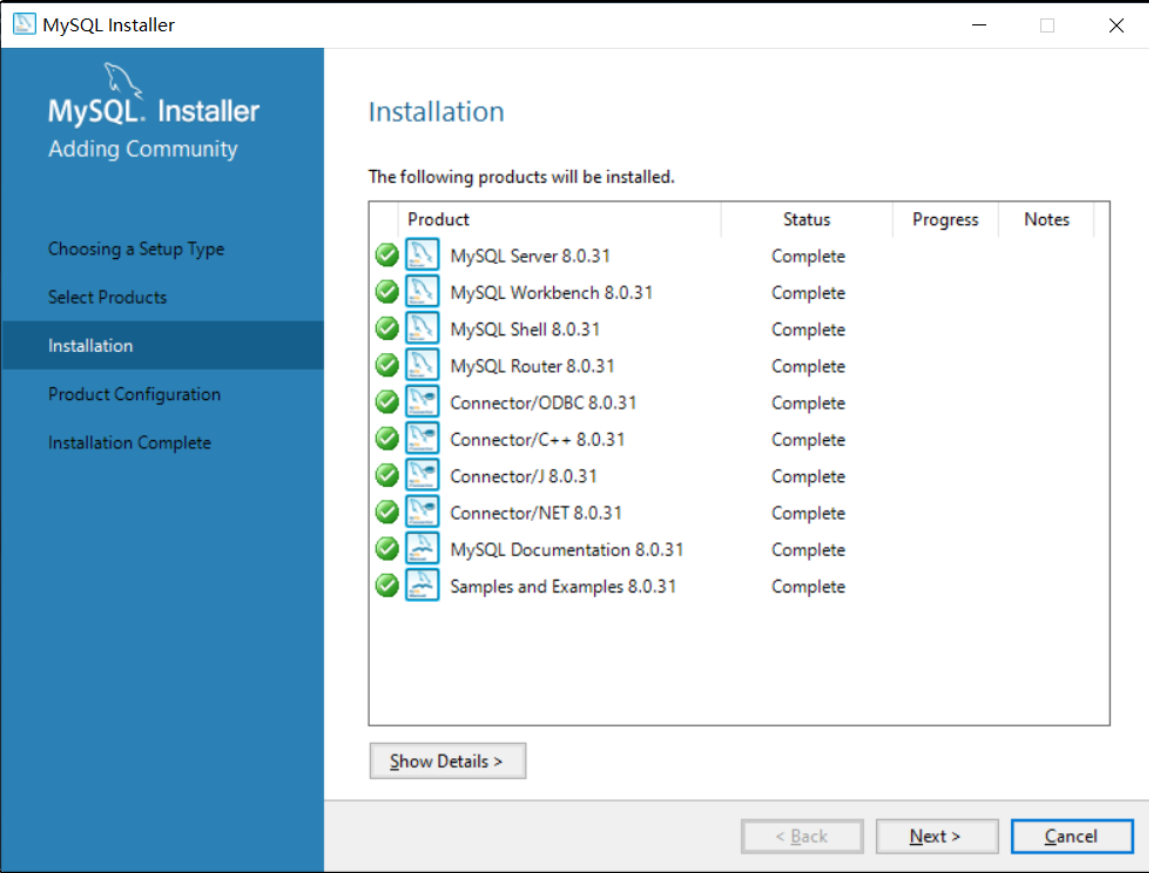 MySQL Installer
MySQL. Installer
Adding Community
Choosing a Setup Type
Select Products
Installation
Product Configuration
Installation Complete
Installation
The following products will be installed.
Product Status Progress Notes
MySQL Server 8.0.31 Complete
MySQL Workbench 8.0.31 Complete
MySQL Shell 8.0.31 Complete
MySQL Router 8.0.31 Complete
Connector/ODBC 8.0.31 Complete
Connector/C++ 8.0.31 Complete
Connector/J 8.0.31 Complete
Connector/NET 8.0.31 Complete
MySQL Documentation 8.0.31 Complete
Samples and Examples 8.0.31 Complete
Show Details >
< Back Next > Cancel